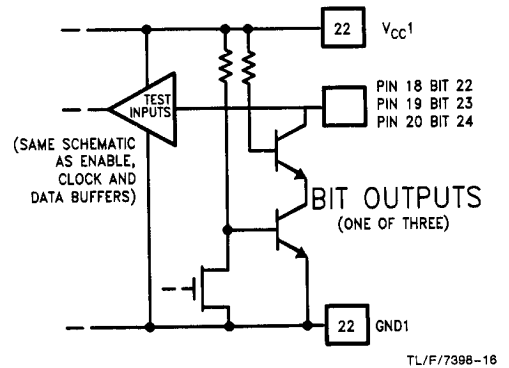 22 VCC1
PIN 18 BIT 22
PIN 19 BIT 23
PIN 20 BIT 24
TEST
INPUTS
(SAME SCHEMATIC
AS ENABLE,
CLOCK AND
DATA BUFFERS)
BIT OUTPUTS
(ONE OF THREE)
22 GND1
TL/F/7398-16